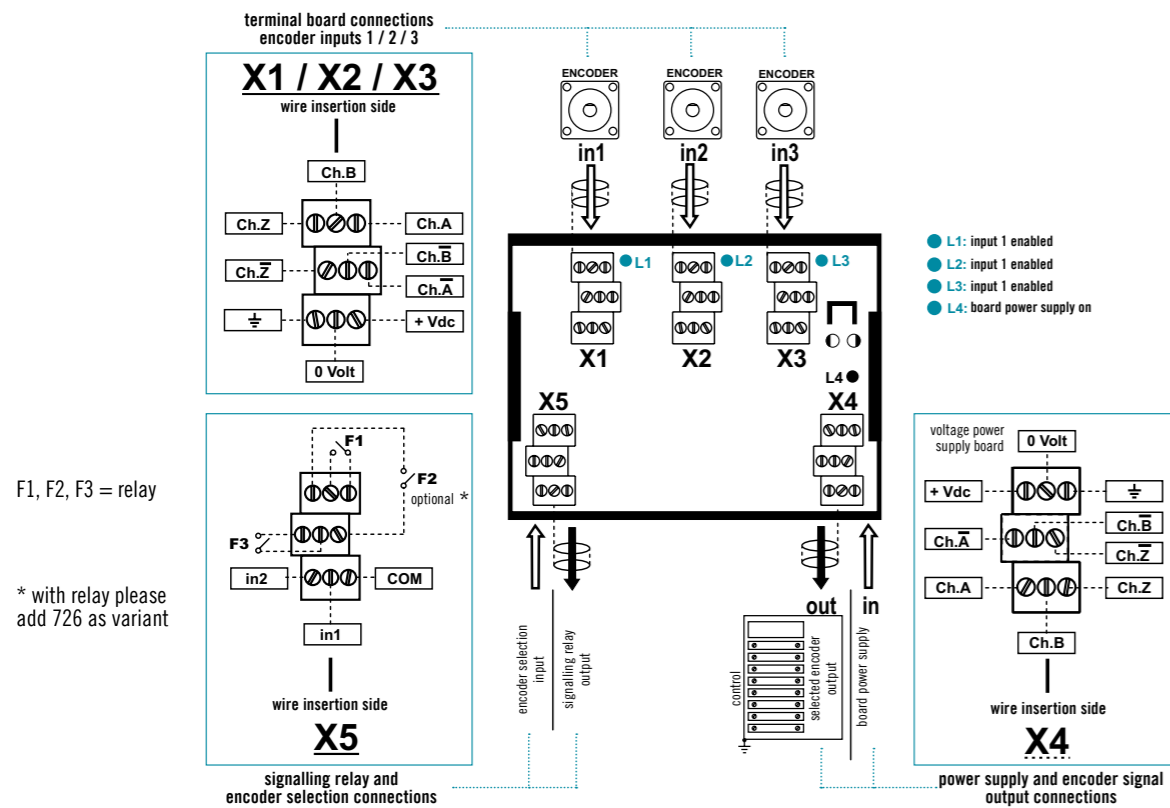 terminal board connections
encoder inputs 1 / 2 / 3
X1 / X2 / X3
wire insertion side
Ch.B
Ch.Z
Ch.A
Ch.B̅
Ch.Z̅
Ch.A̅
⏚
+ Vdc
0 Volt
ENCODER
ENCODER
ENCODER
in1
in2
in3
L1
L2
L3
X1
X2
X3
L4
X5
X4
L1: input 1 enabled
L2: input 1 enabled
L3: input 1 enabled
L4: board power supply on
F1, F2, F3 = relay
* with relay please
add 726 as variant
F1
F2
optional *
F3
in2
COM
in1
wire insertion side
X5
signalling relay and
encoder selection connections
encoder selection
input
signalling relay
output
out
in
control
selected encoder
output
board power supply
voltage power
supply board
0 Volt
+ Vdc
⏚
Ch.B̅
Ch.A̅
Ch.Z̅
Ch.A
Ch.Z
Ch.B
wire insertion side
X4
power supply and encoder signal
output connections